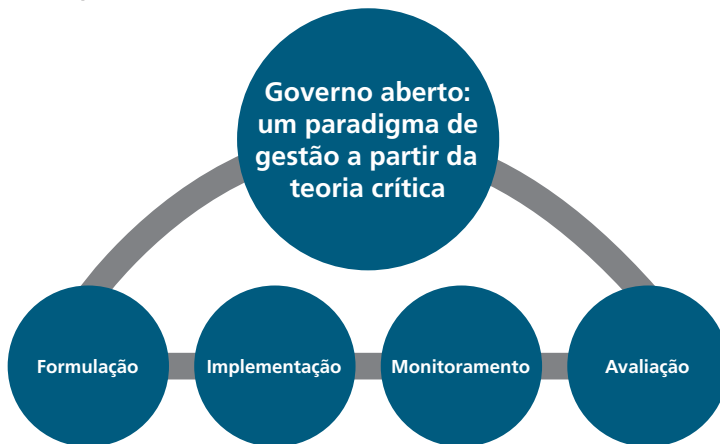 Governo aberto:
um paradigma de
gestão a partir da
teoria crítica
Formulação
Implementação
Monitoramento
Avaliação